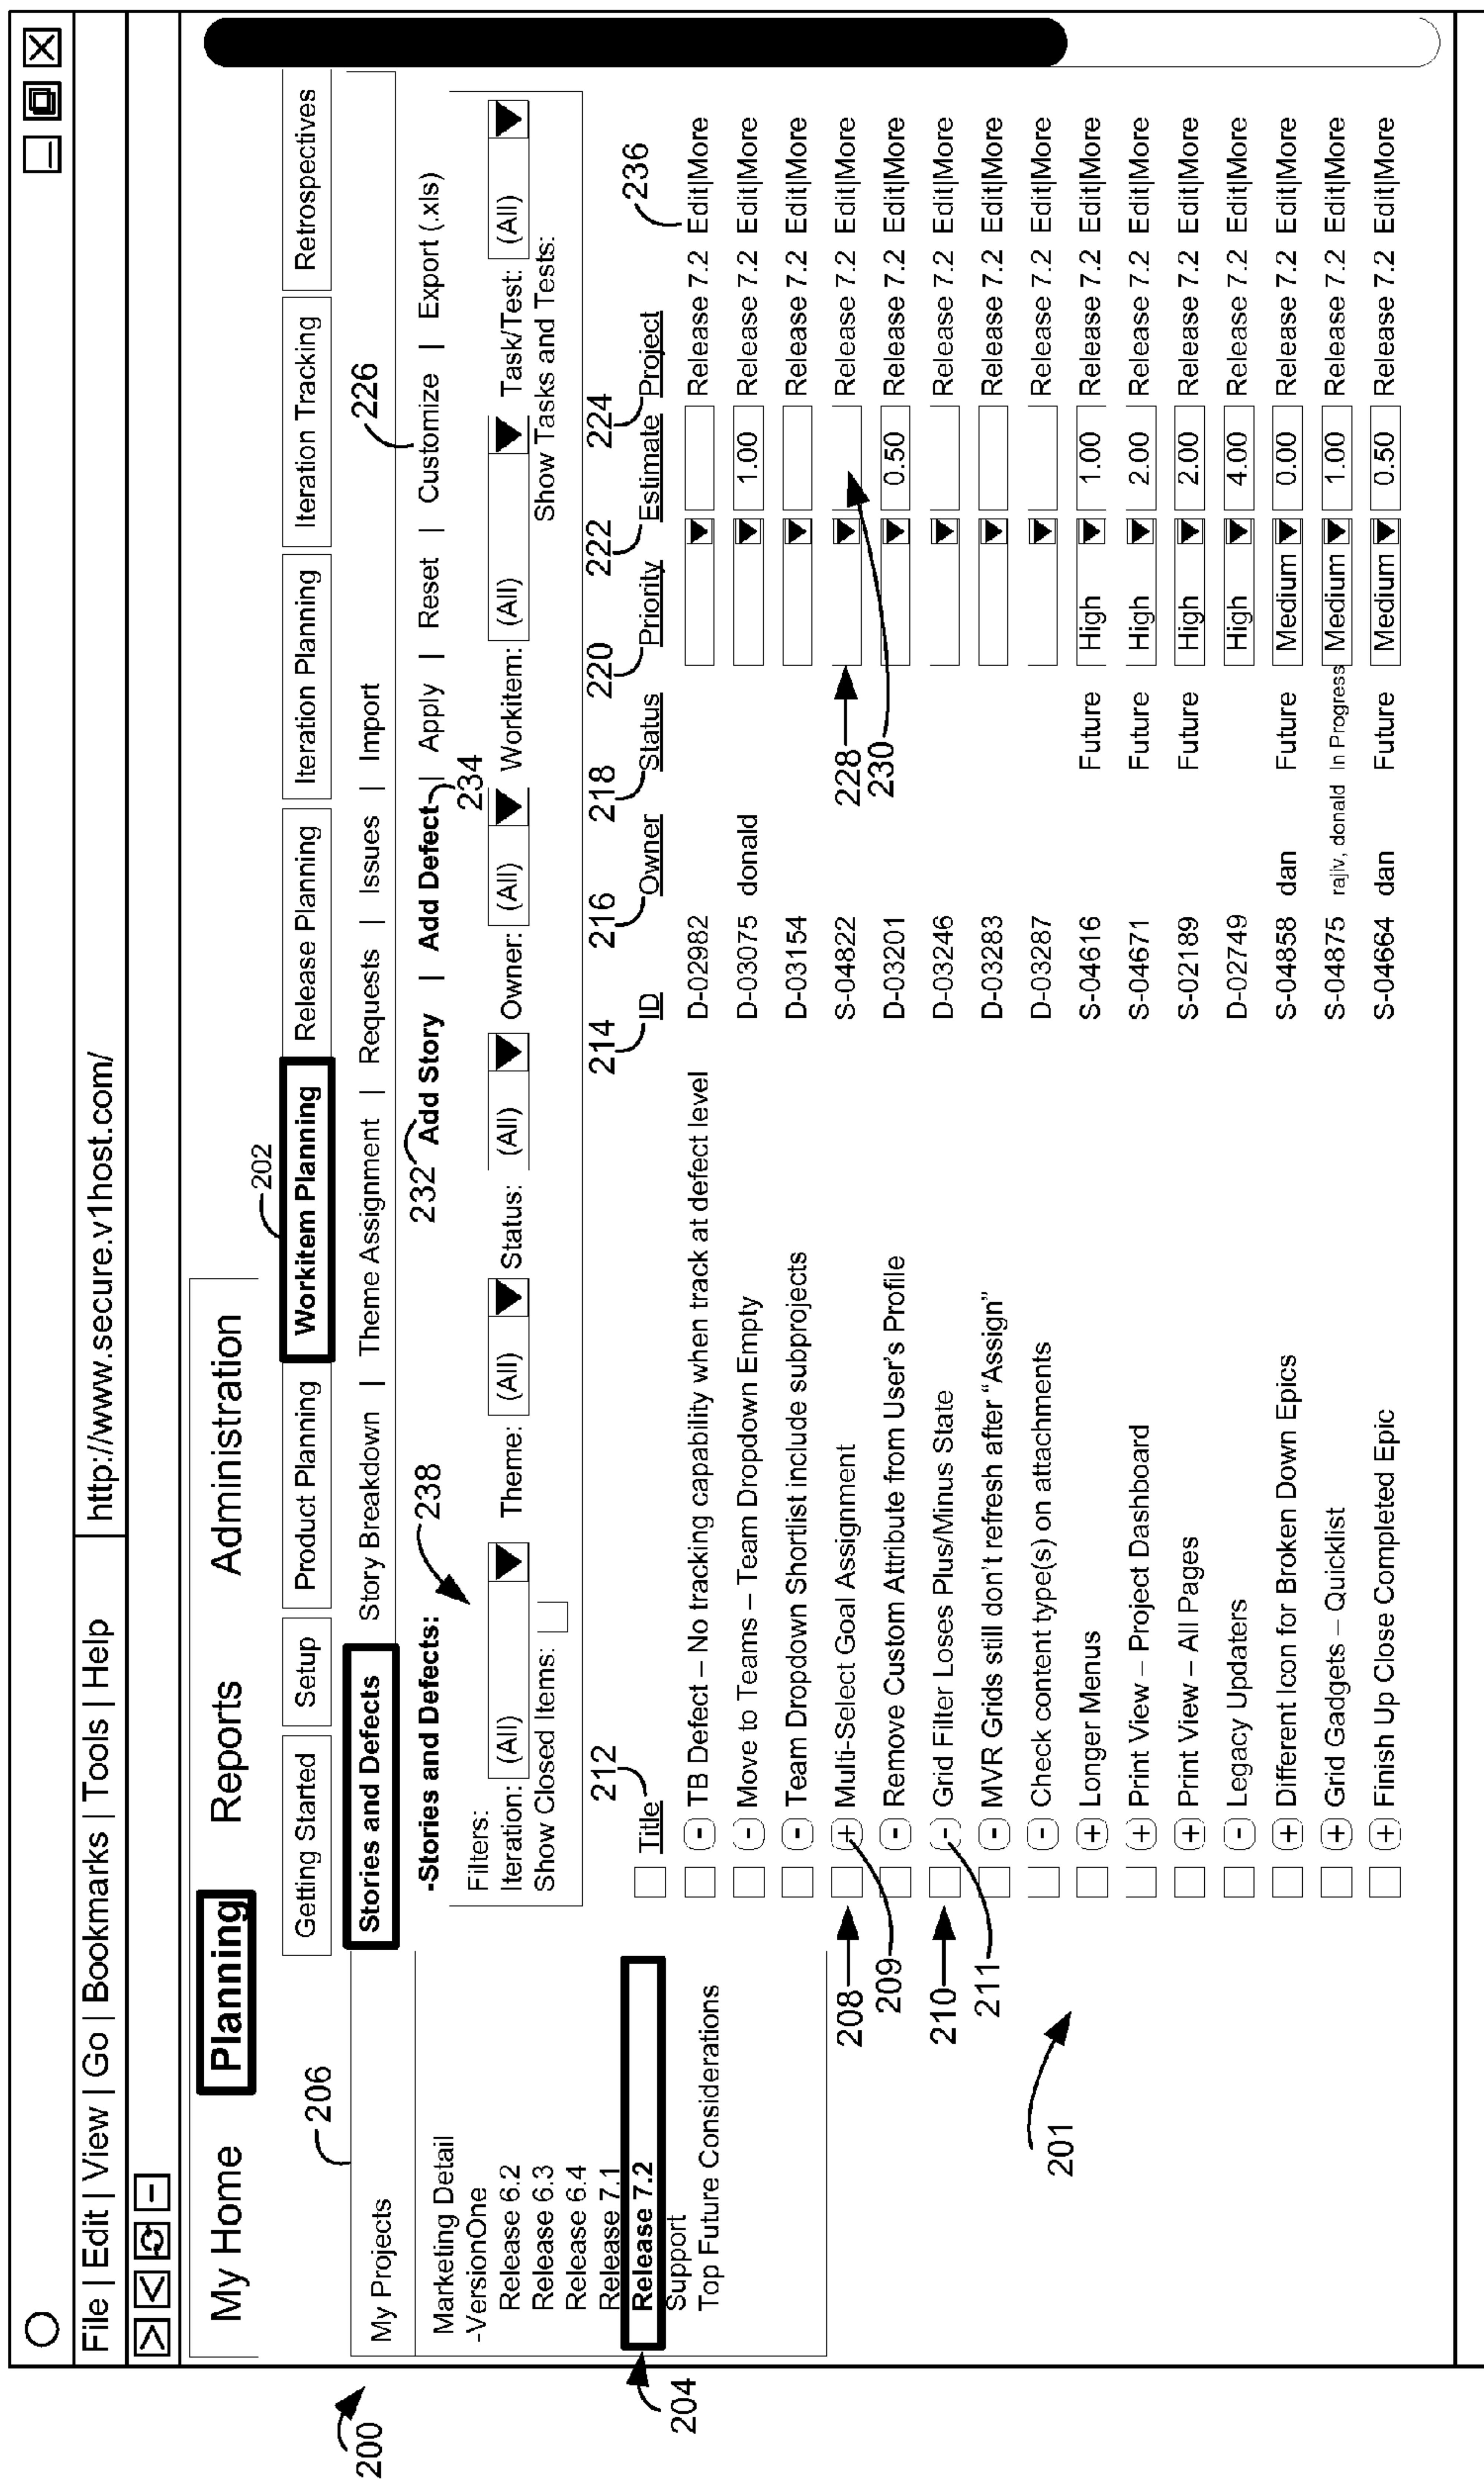 200
File | Edit | View | Go | Bookmarks | Tools | Help
http://www.secure.v1host.com/
My Home Planning Reports Administration
202
Getting Started Setup Product Planning Workitem Planning Release Planning Iteration Planning Iteration Tracking Retrospectives
206
My Projects
Stories and Defects Story Breakdown | Theme Assignment | Requests | Issues | Import
226
-Stories and Defects: 232 Add Story | Add Defect | Apply | Reset | Customize | Export (.xls)
238
234
Filters:
Iteration: (All) Theme: (All) Status: (All) Owner: (All) Workitem: (All) Task/Test: (All)
Show Closed Items: Show Tasks and Tests:
Marketing Detail
-VersionOne
Release 6.2
Release 6.3
Release 6.4
Release 7.1
Release 7.2
Support
Top Future Considerations
204
212 214 216 218 220 222 224 236
Title ID Owner Status Priority Estimate Project
- TB Defect – No tracking capability when track at defect level D-02982 Release 7.2 Edit|More
- Move to Teams – Team Dropdown Empty D-03075 donald 1.00 Release 7.2 Edit|More
- Team Dropdown Shortlist include subprojects D-03154 Release 7.2 Edit|More
208 + Multi-Select Goal Assignment S-04822 228 Release 7.2 Edit|More
209 - Remove Custom Attribute from User's Profile D-03201 230 0.50 Release 7.2 Edit|More
210 - Grid Filter Loses Plus/Minus State D-03246 Release 7.2 Edit|More
211 - MVR Grids still don't refresh after “Assign” D-03283 Release 7.2 Edit|More
- Check content type(s) on attachments D-03287 Release 7.2 Edit|More
201 + Longer Menus S-04616 Future High 1.00 Release 7.2 Edit|More
+ Print View – Project Dashboard S-04671 Future High 2.00 Release 7.2 Edit|More
+ Print View – All Pages S-02189 Future High 2.00 Release 7.2 Edit|More
- Legacy Updaters D-02749 High 4.00 Release 7.2 Edit|More
+ Different Icon for Broken Down Epics S-04858 dan Future Medium 0.00 Release 7.2 Edit|More
+ Grid Gadgets – Quicklist S-04875 rajiv, donald In Progress Medium 1.00 Release 7.2 Edit|More
+ Finish Up Close Completed Epic S-04664 dan Future Medium 0.50 Release 7.2 Edit|More